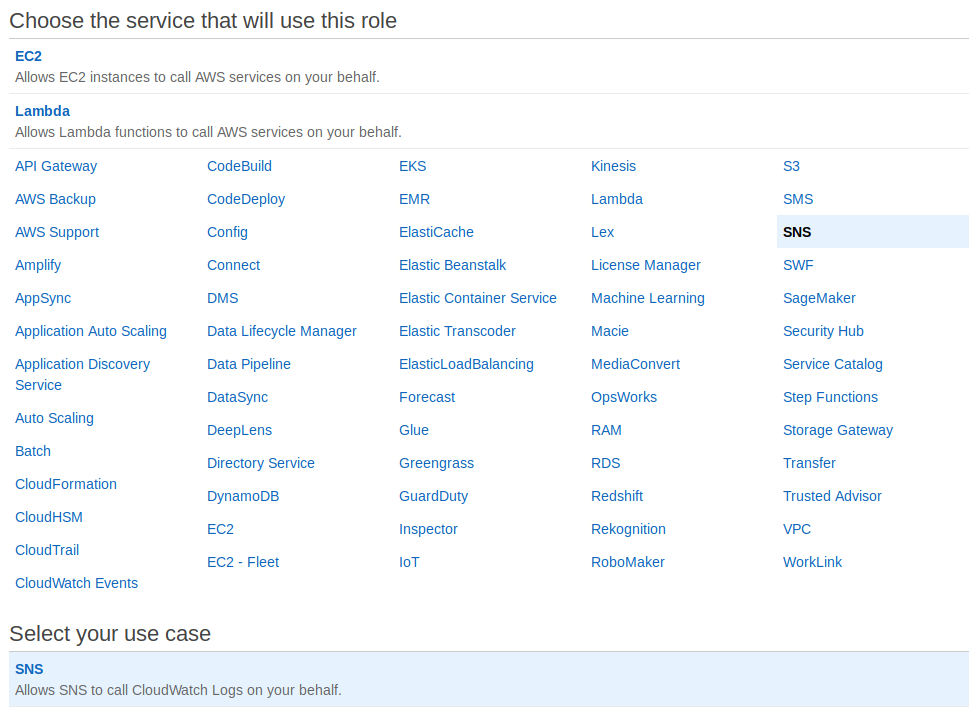 Choose the service that will use this role
EC2
Allows EC2 instances to call AWS services on your behalf.
Lambda
Allows Lambda functions to call AWS services on your behalf.
API Gateway
AWS Backup
AWS Support
Amplify
AppSync
Application Auto Scaling
Application Discovery
Service
Auto Scaling
Batch
CloudFormation
CloudHSM
CloudTrail
CloudWatch Events
CodeBuild
CodeDeploy
Config
Connect
DMS
Data Lifecycle Manager
Data Pipeline
DataSync
DeepLens
Directory Service
DynamoDB
EC2
EC2 - Fleet
EKS
EMR
ElastiCache
Elastic Beanstalk
Elastic Container Service
Elastic Transcoder
ElasticLoadBalancing
Forecast
Glue
Greengrass
GuardDuty
Inspector
IoT
Kinesis
Lambda
Lex
License Manager
Machine Learning
Macie
MediaConvert
OpsWorks
RAM
RDS
Redshift
Rekognition
RoboMaker
S3
SMS
SNS
SWF
SageMaker
Security Hub
Service Catalog
Step Functions
Storage Gateway
Transfer
Trusted Advisor
VPC
WorkLink
Select your use case
SNS
Allows SNS to call CloudWatch Logs on your behalf.